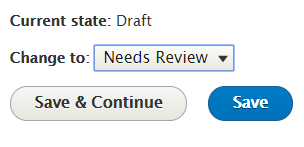 Current state: Draft
Change to: Needs Review
Save & Continue Save